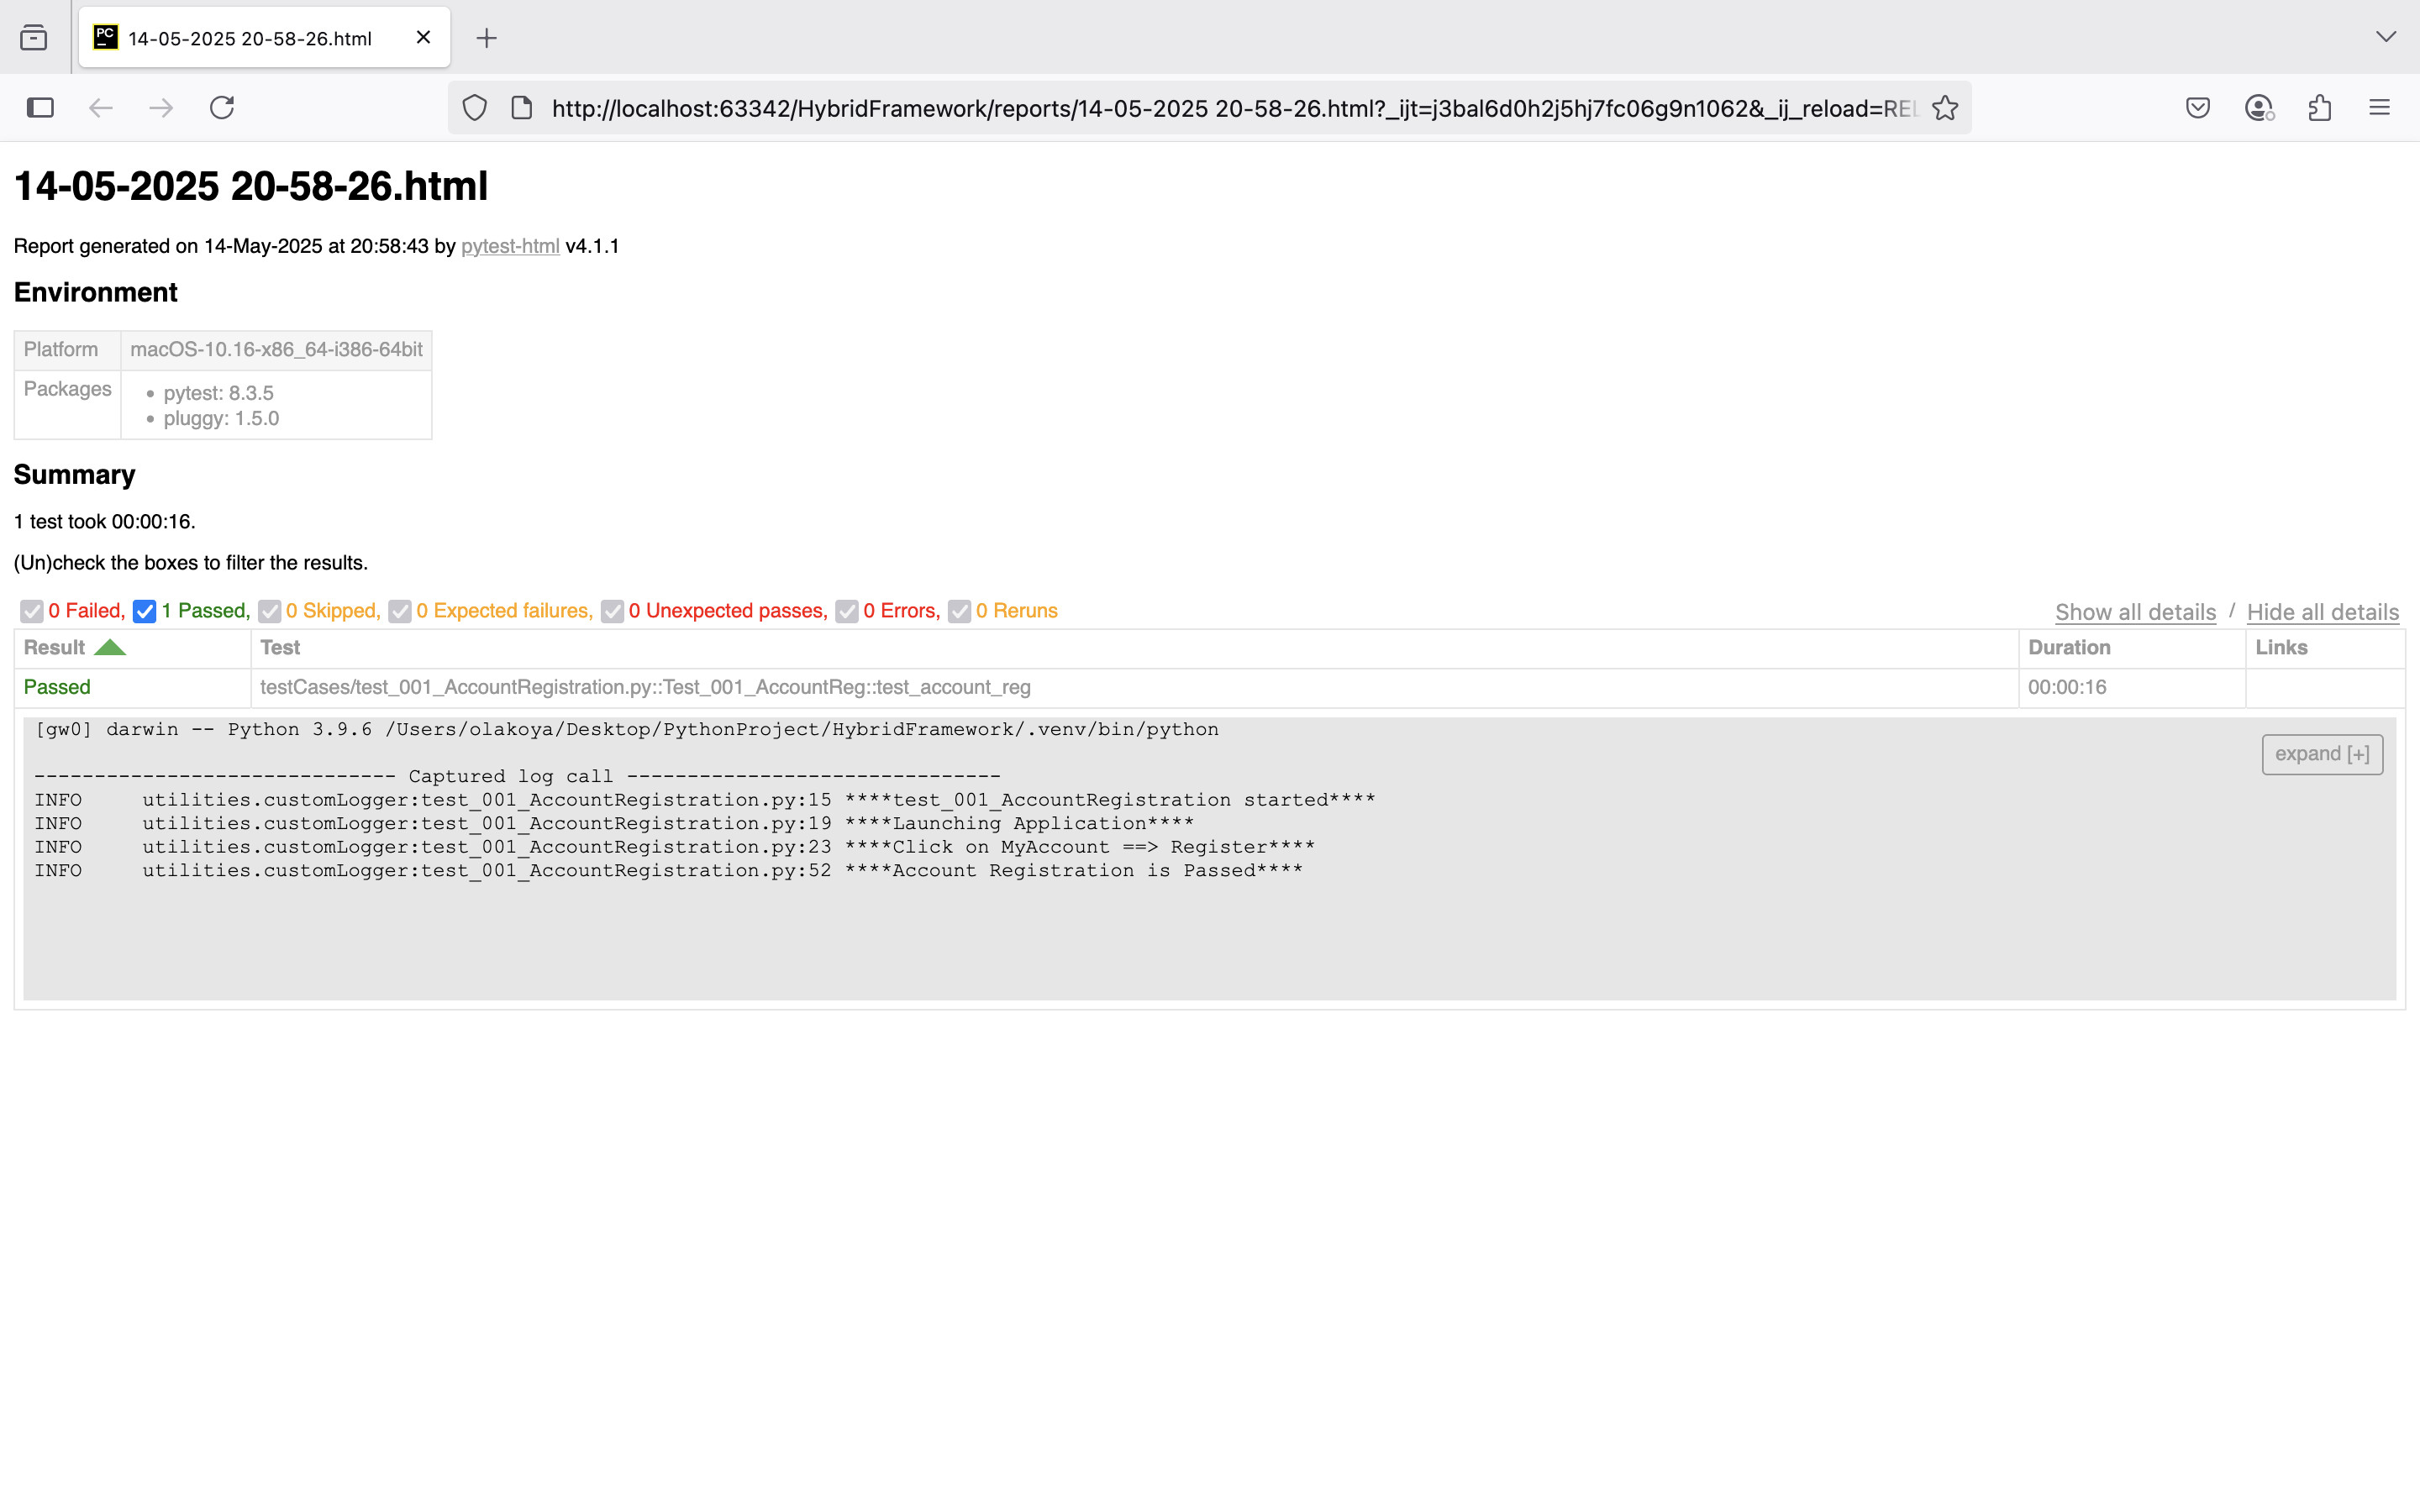 PC 14-05-2025 20-58-26.html
http://localhost:63342/HybridFramework/reports/14-05-2025 20-58-26.html?_ijt=j3bal6d0h2j5hj7fc06g9n1062&_ij_reload=REL
14-05-2025 20-58-26.html
Report generated on 14-May-2025 at 20:58:43 by pytest-html v4.1.1
Environment
Platform macOS-10.16-x86_64-i386-64bit
Packages
• pytest: 8.3.5
• pluggy: 1.5.0
Summary
1 test took 00:00:16.
(Un)check the boxes to filter the results.
0 Failed, 1 Passed, 0 Skipped, 0 Expected failures, 0 Unexpected passes, 0 Errors, 0 Reruns Show all details / Hide all details
Result Test Duration Links
Passed testCases/test_001_AccountRegistration.py::Test_001_AccountReg::test_account_reg 00:00:16
[gw0] darwin -- Python 3.9.6 /Users/olakoya/Desktop/PythonProject/HybridFramework/.venv/bin/python
expand [+]
------------------------------ Captured log call -------------------------------
INFO     utilities.customLogger:test_001_AccountRegistration.py:15 ****test_001_AccountRegistration started****
INFO     utilities.customLogger:test_001_AccountRegistration.py:19 ****Launching Application****
INFO     utilities.customLogger:test_001_AccountRegistration.py:23 ****Click on MyAccount ==> Register****
INFO     utilities.customLogger:test_001_AccountRegistration.py:52 ****Account Registration is Passed****